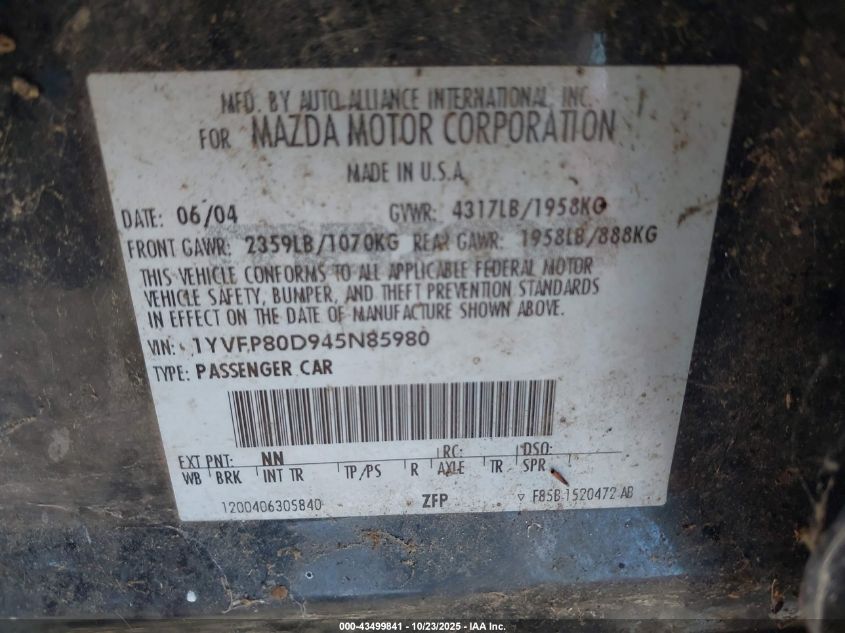 MFD. BY AUTO ALLIANCE INTERNATIONAL, INC.
FOR MAZDA MOTOR CORPORATION
MADE IN U.S.A.
DATE: 06/04 GVWR: 4317LB/1958KG
FRONT GAWR: 2359LB/1070KG REAR GAWR: 1958LB/888KG
THIS VEHICLE CONFORMS TO ALL APPLICABLE FEDERAL MOTOR
VEHICLE SAFETY, BUMPER, AND THEFT PREVENTION STANDARDS
IN EFFECT ON THE DATE OF MANUFACTURE SHOWN ABOVE.
VIN: 1YVFP80D945N85980
TYPE: PASSENGER CAR
EXT PNT: NN RC: DSO:
WB BRK INT TR TP/PS R AXLE TR SPR
1200406305840 ZFP ▽ F85B-1520472-AB
000-43499841 - 10/23/2025 - IAA Inc.